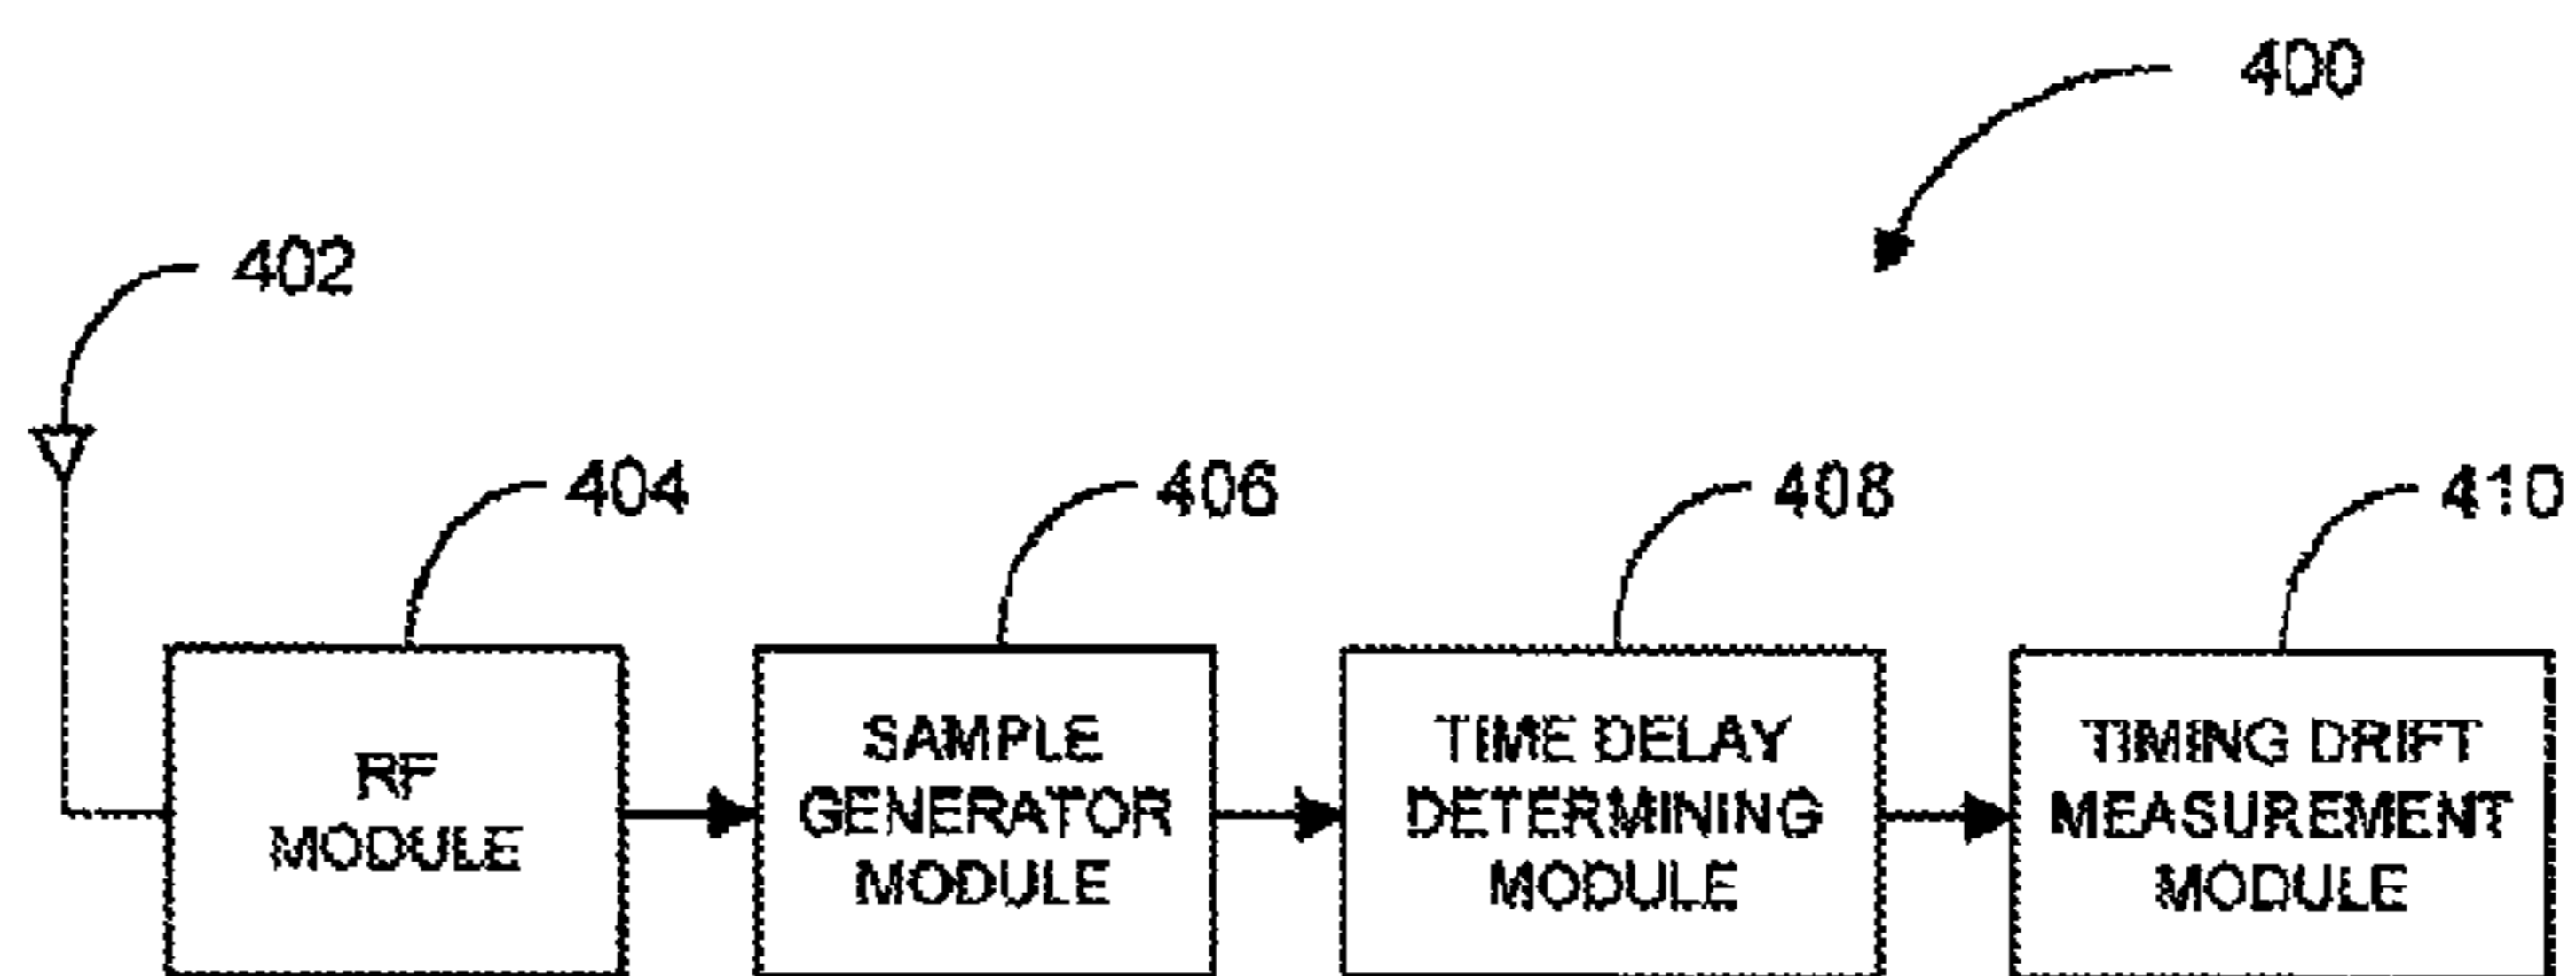 400
402
404
406
408
410
RF
MODULE
SAMPLE
GENERATOR
MODULE
TIME DELAY
DETERMINING
MODULE
TIMING DRIFT
MEASUREMENT
MODULE